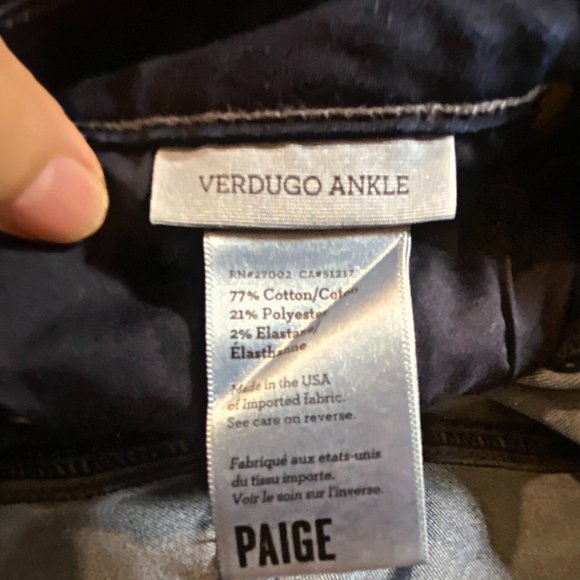 VERDUGO ANKLE
RN#27002 CA#51217
77% Cotton/Coton
21% Polyester
2% Elastane/
Élasthanne
Made in the USA
of Imported fabric.
See care on reverse.
Fabriqué aux etats-unis
du tissu importe.
Voir le soin sur l'inverse.
PAIGE